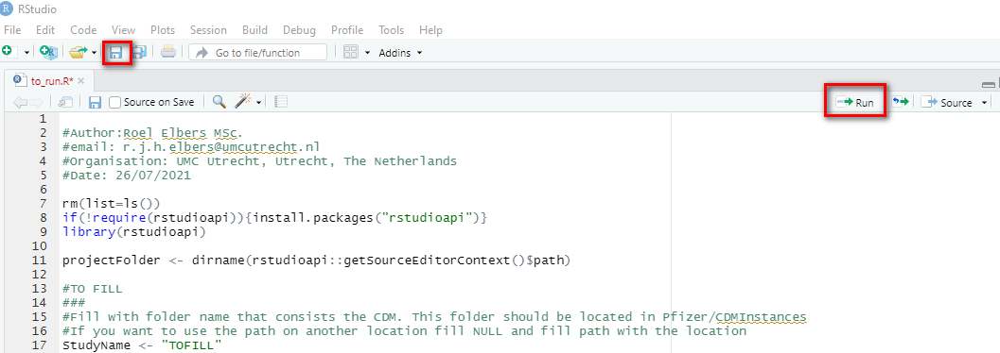 RStudio
File Edit Code View Plots Session Build Debug Profile Tools Help
Go to file/function Addins
to_run.R*
Source on Save Run Source
1
2 #Author:Roel Elbers MSc.
3 #email: r.j.h.elbers@umcutrecht.nl
4 #Organisation: UMC Utrecht, Utrecht, The Netherlands
5 #Date: 26/07/2021
6
7 rm(list=ls())
8 if(!require(rstudioapi)){install.packages("rstudioapi")}
9 library(rstudioapi)
10
11 projectFolder <- dirname(rstudioapi::getSourceEditorContext()$path)
12
13 #TO FILL
14 ###
15 #Fill with folder name that consists the CDM. This folder should be located in Pfizer/CDMInstances
16 #If you want to use the path on another location fill NULL and fill path with the location
17 StudyName <- "TOFILL"